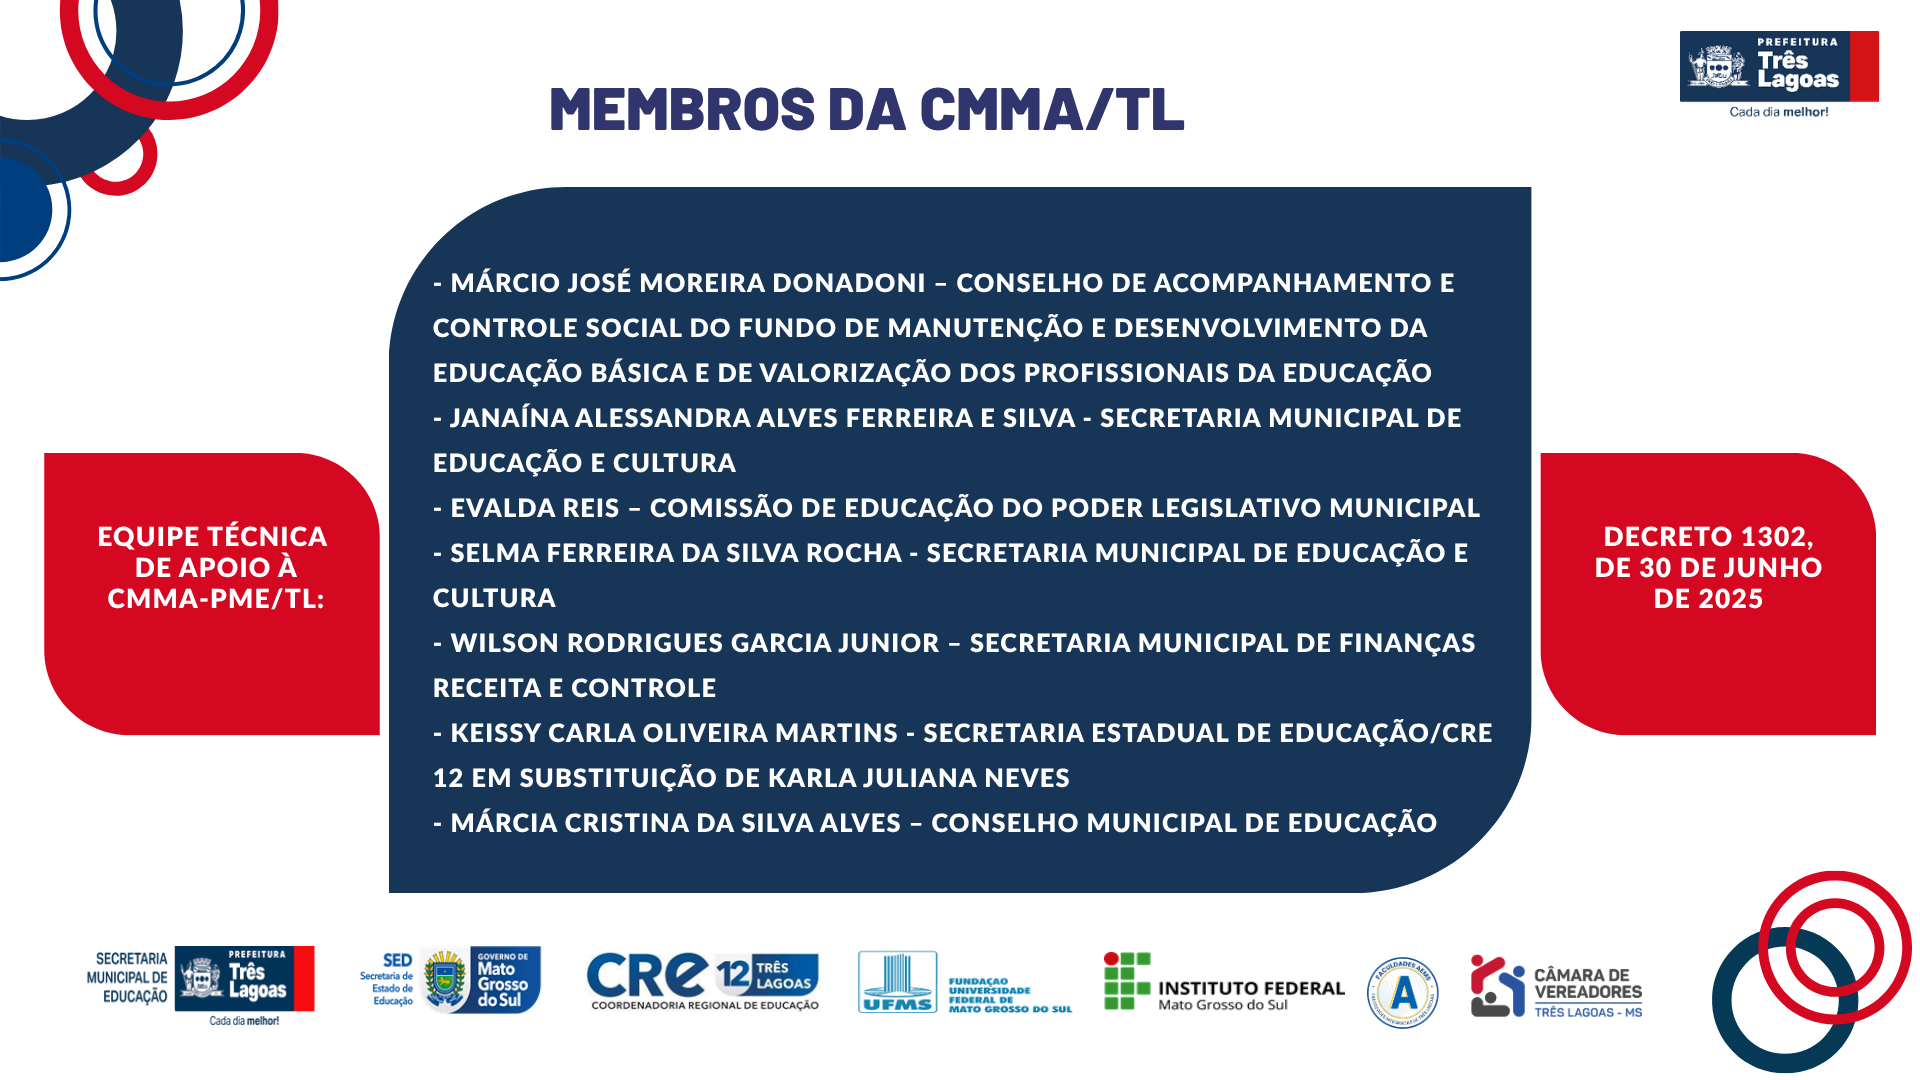 PREFEITURA
Três
Lagoas
Cada dia melhor!
MEMBROS DA CMMA/TL
- MÁRCIO JOSÉ MOREIRA DONADONI – CONSELHO DE ACOMPANHAMENTO E
CONTROLE SOCIAL DO FUNDO DE MANUTENÇÃO E DESENVOLVIMENTO DA
EDUCAÇÃO BÁSICA E DE VALORIZAÇÃO DOS PROFISSIONAIS DA EDUCAÇÃO
- JANAÍNA ALESSANDRA ALVES FERREIRA E SILVA - SECRETARIA MUNICIPAL DE
EDUCAÇÃO E CULTURA
- EVALDA REIS – COMISSÃO DE EDUCAÇÃO DO PODER LEGISLATIVO MUNICIPAL
- SELMA FERREIRA DA SILVA ROCHA - SECRETARIA MUNICIPAL DE EDUCAÇÃO E
CULTURA
- WILSON RODRIGUES GARCIA JUNIOR – SECRETARIA MUNICIPAL DE FINANÇAS
RECEITA E CONTROLE
- KEISSY CARLA OLIVEIRA MARTINS - SECRETARIA ESTADUAL DE EDUCAÇÃO/CRE
12 EM SUBSTITUIÇÃO DE KARLA JULIANA NEVES
- MÁRCIA CRISTINA DA SILVA ALVES – CONSELHO MUNICIPAL DE EDUCAÇÃO
EQUIPE TÉCNICA
DE APOIO À
CMMA-PME/TL:
DECRETO 1302,
DE 30 DE JUNHO
DE 2025
SECRETARIA
MUNICIPAL DE
EDUCAÇÃO
PREFEITURA
Três
Lagoas
Cada dia melhor!
SED
Secretaria de
Estado de
Educação
GOVERNO DE
Mato
Grosso
do Sul
CRE 12 TRÊS
LAGOAS
COORDENADORIA REGIONAL DE EDUCAÇÃO
UFMS
FUNDAÇAO
UNIVERSIDADE
FEDERAL DE
MATO GROSSO DO SUL
INSTITUTO FEDERAL
Mato Grosso do Sul
FACULDADES AEMS
A
CÂMARA DE
VEREADORES
TRÊS LAGOAS - MS